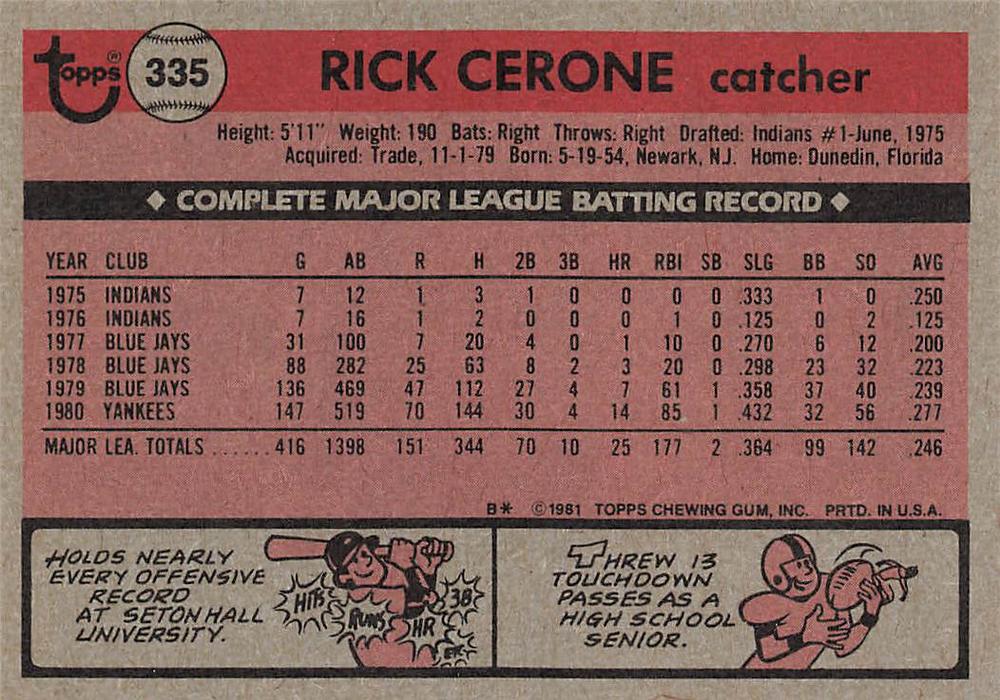 topps® 335 RICK CERONE catcher
Height: 5'11" Weight: 190 Bats: Right Throws: Right Drafted: Indians #1-June, 1975
Acquired: Trade, 11-1-79 Born: 5-19-54, Newark, N.J. Home: Dunedin, Florida
◆ COMPLETE MAJOR LEAGUE BATTING RECORD ◆
YEAR CLUB G AB R H 2B 3B HR RBI SB SLG BB SO AVG
1975 INDIANS 7 12 1 3 1 0 0 0 0 .333 1 0 .250
1976 INDIANS 7 16 1 2 0 0 0 1 0 .125 0 2 .125
1977 BLUE JAYS 31 100 7 20 4 0 1 10 0 .270 6 12 .200
1978 BLUE JAYS 88 282 25 63 8 2 3 20 0 .298 23 32 .223
1979 BLUE JAYS 136 469 47 112 27 4 7 61 1 .358 37 40 .239
1980 YANKEES 147 519 70 144 30 4 14 85 1 .432 32 56 .277
MAJOR LEA. TOTALS ...... 416 1398 151 344 70 10 25 177 2 .364 99 142 .246
B* ©1981 TOPPS CHEWING GUM, INC. PRTD. IN U.S.A.
HOLDS NEARLY
EVERY OFFENSIVE
RECORD
AT SETON HALL
UNIVERSITY.
HITS
RUNS
HR
3B
THREW 13
TOUCHDOWN
PASSES AS A
HIGH SCHOOL
SENIOR.